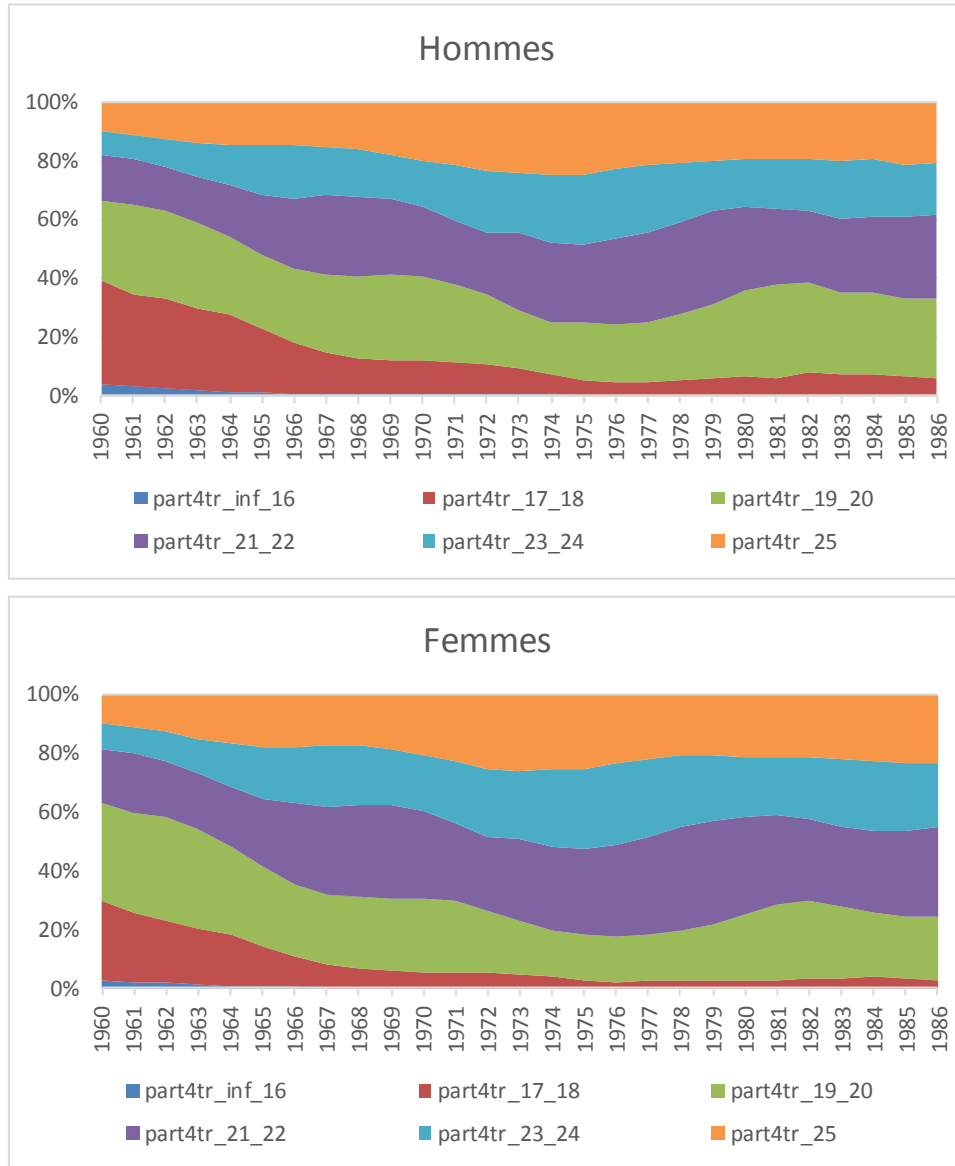 Hommes
100%
80%
60%
40%
20%
0%
1960 1961 1962 1963 1964 1965 1966 1967 1968 1969 1970 1971 1972 1973 1974 1975 1976 1977 1978 1979 1980 1981 1982 1983 1984 1985 1986
part4tr_inf_16 part4tr_17_18 part4tr_19_20
part4tr_21_22 part4tr_23_24 part4tr_25
Femmes
100%
80%
60%
40%
20%
0%
1960 1961 1962 1963 1964 1965 1966 1967 1968 1969 1970 1971 1972 1973 1974 1975 1976 1977 1978 1979 1980 1981 1982 1983 1984 1985 1986
part4tr_inf_16 part4tr_17_18 part4tr_19_20
part4tr_21_22 part4tr_23_24 part4tr_25